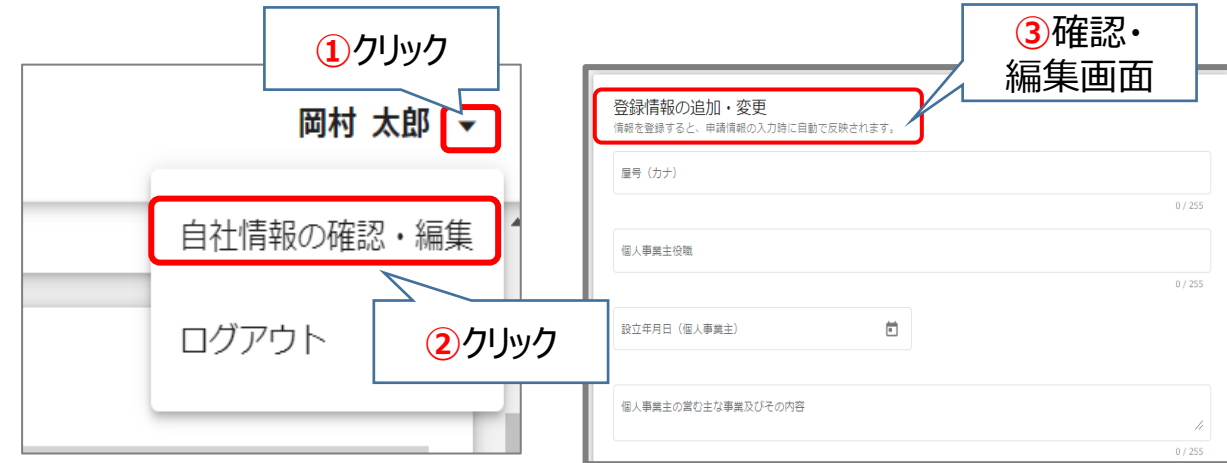 ①クリック
岡村 太郎
自社情報の確認・編集
ログアウト
②クリック
③確認・
編集画面
登録情報の追加・変更
情報を登録すると、申請情報の入力時に自動で反映されます。
屋号（カナ）
0 / 255
個人事業主役職
0 / 255
設立年月日（個人事業主）
個人事業主の営む主な事業及びその内容
0 / 255